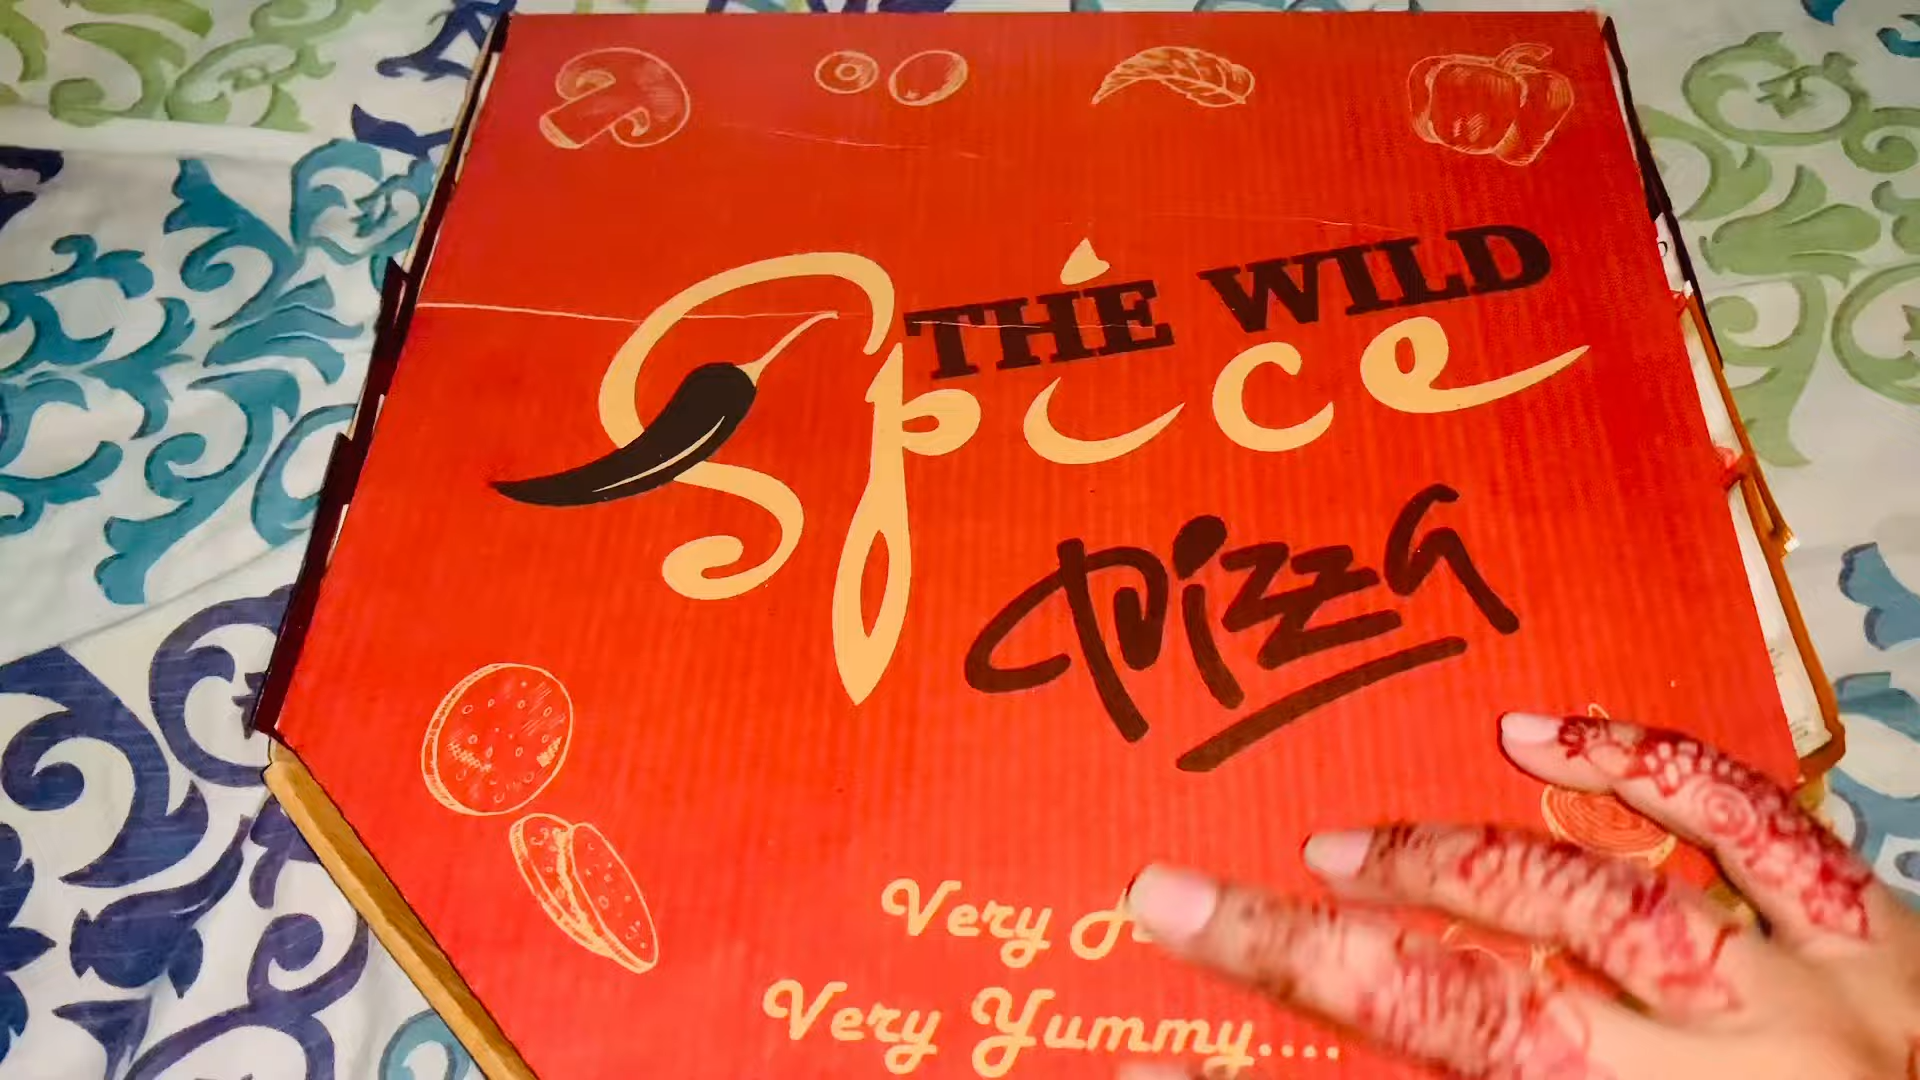 THE WILD
Spice
Pizza
Very
Very Yummy....